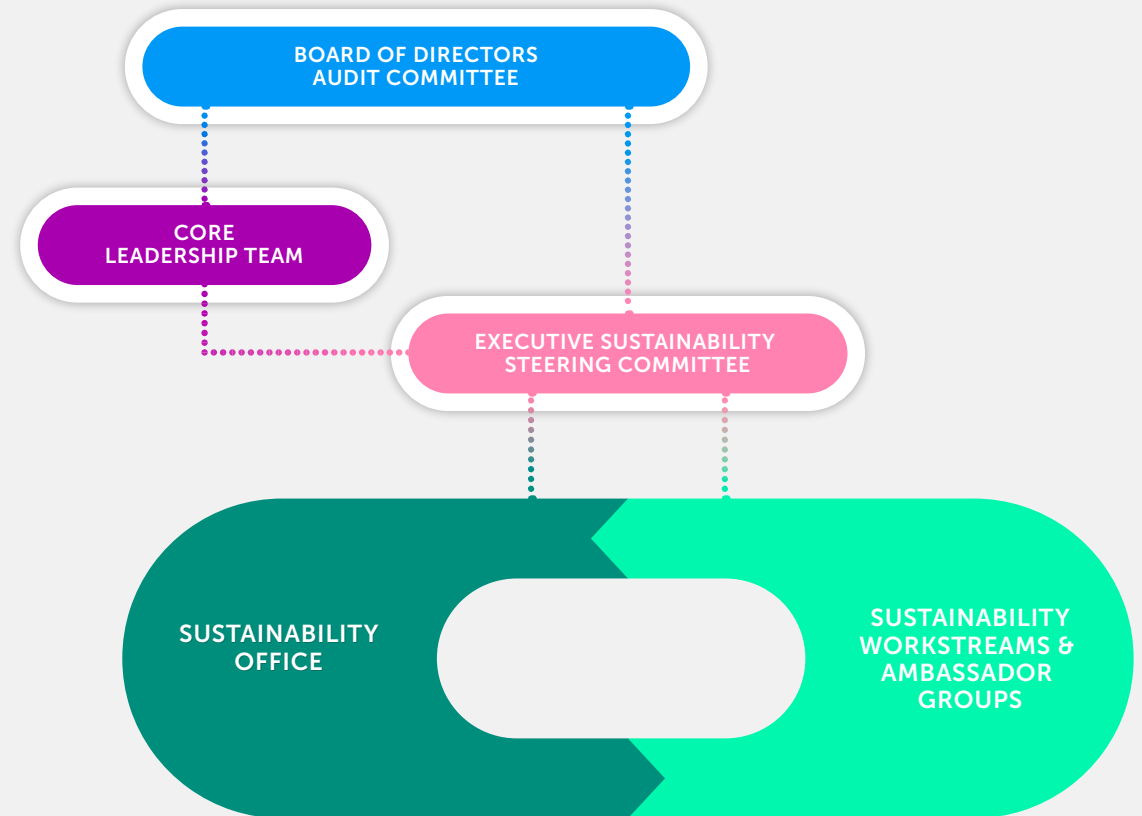 BOARD OF DIRECTORS
AUDIT COMMITTEE
CORE
LEADERSHIP TEAM
EXECUTIVE SUSTAINABILITY
STEERING COMMITTEE
SUSTAINABILITY
OFFICE
SUSTAINABILITY
WORKSTREAMS &
AMBASSADOR
GROUPS